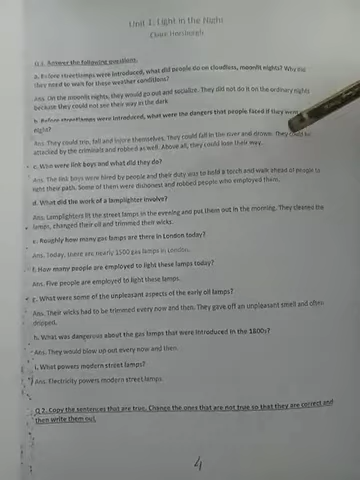 Unit 1: Light in the Night
Clare Horsburgh
Q.1. Answer the following questions.
a. Before streetlamps were introduced, what did people do on cloudless, moonlit nights? Why did
they need to wait for these weather conditions?
Ans. On the moonlit nights, they would go out and socialize. They did not do it on the ordinary nights
because they could not see their way in the dark
b. Before streetlamps were introduced, what were the dangers that people faced if they went
night?
Ans. They could trip, fall and injure themselves. They could fall in the river and drown. They could be
attacked by the criminals and robbed as well. Above all, they could lose their way.
c. Who were link boys and what did they do?
Ans. The link boys were hired by people and their duty was to hold a torch and walk ahead of people to
light their path. Some of them were dishonest and robbed people who employed them.
d. What did the work of a lamplighter involve?
Ans. Lamplighters lit the street lamps in the evening and put them out in the morning. They cleaned the
lamps, changed their oil and trimmed their wicks.
e. Roughly how many gas lamps are there in London today?
Ans. Today, there are nearly 1500 gas lamps in London.
f. How many people are employed to light these lamps today?
Ans. Five people are employed to light these lamps.
g. What were some of the unpleasant aspects of the early oil lamps?
Ans. Their wicks had to be trimmed every now and then. They gave off an unpleasant smell and often
dripped.
h. What was dangerous about the gas lamps that were introduced in the 1800s?
Ans. They would blow up out every now and then.
i. What powers modern street lamps?
Ans. Electricity powers modern street lamps.
Q.2. Copy the sentences that are true. Change the ones that are not true so that they are correct and
then write them out.
4